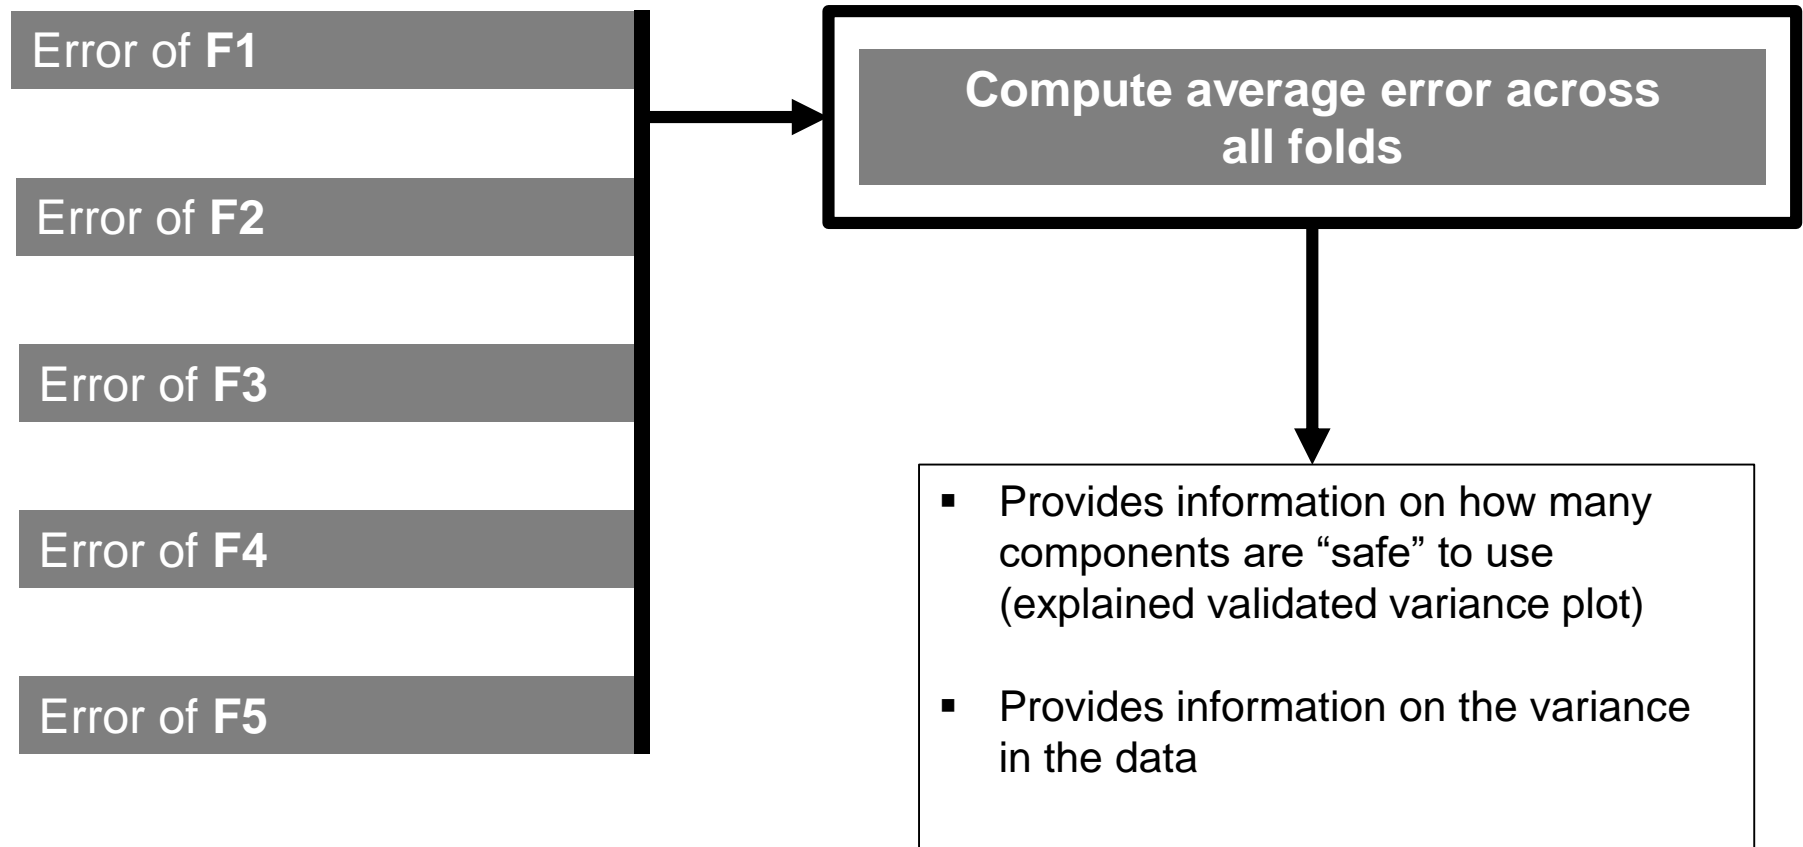 Error of F1
Error of F2
Error of F3
Error of F4
Error of F5
Compute average error across
all folds
▪ Provides information on how many
components are “safe” to use
(explained validated variance plot)
▪ Provides information on the variance
in the data